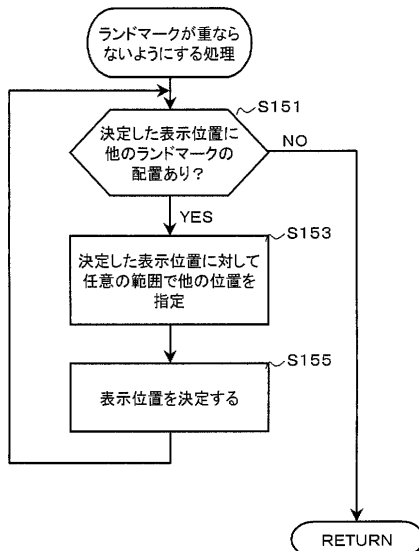 ランドマークが重なら
ないようにする処理
S151
決定した表示位置に
他のランドマークの
配置あり?
NO
YES
S153
決定した表示位置に対して
任意の範囲で他の位置を
指定
S155
表示位置を決定する
RETURN